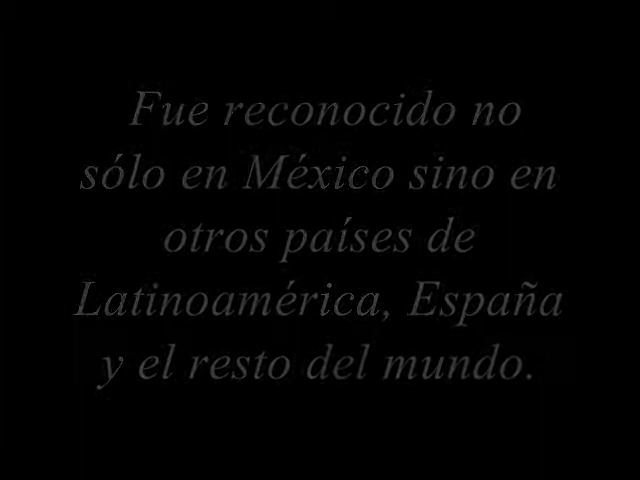 Fue reconocido no
sólo en México sino en
otros países de
Latinoamérica, España
y el resto del mundo.